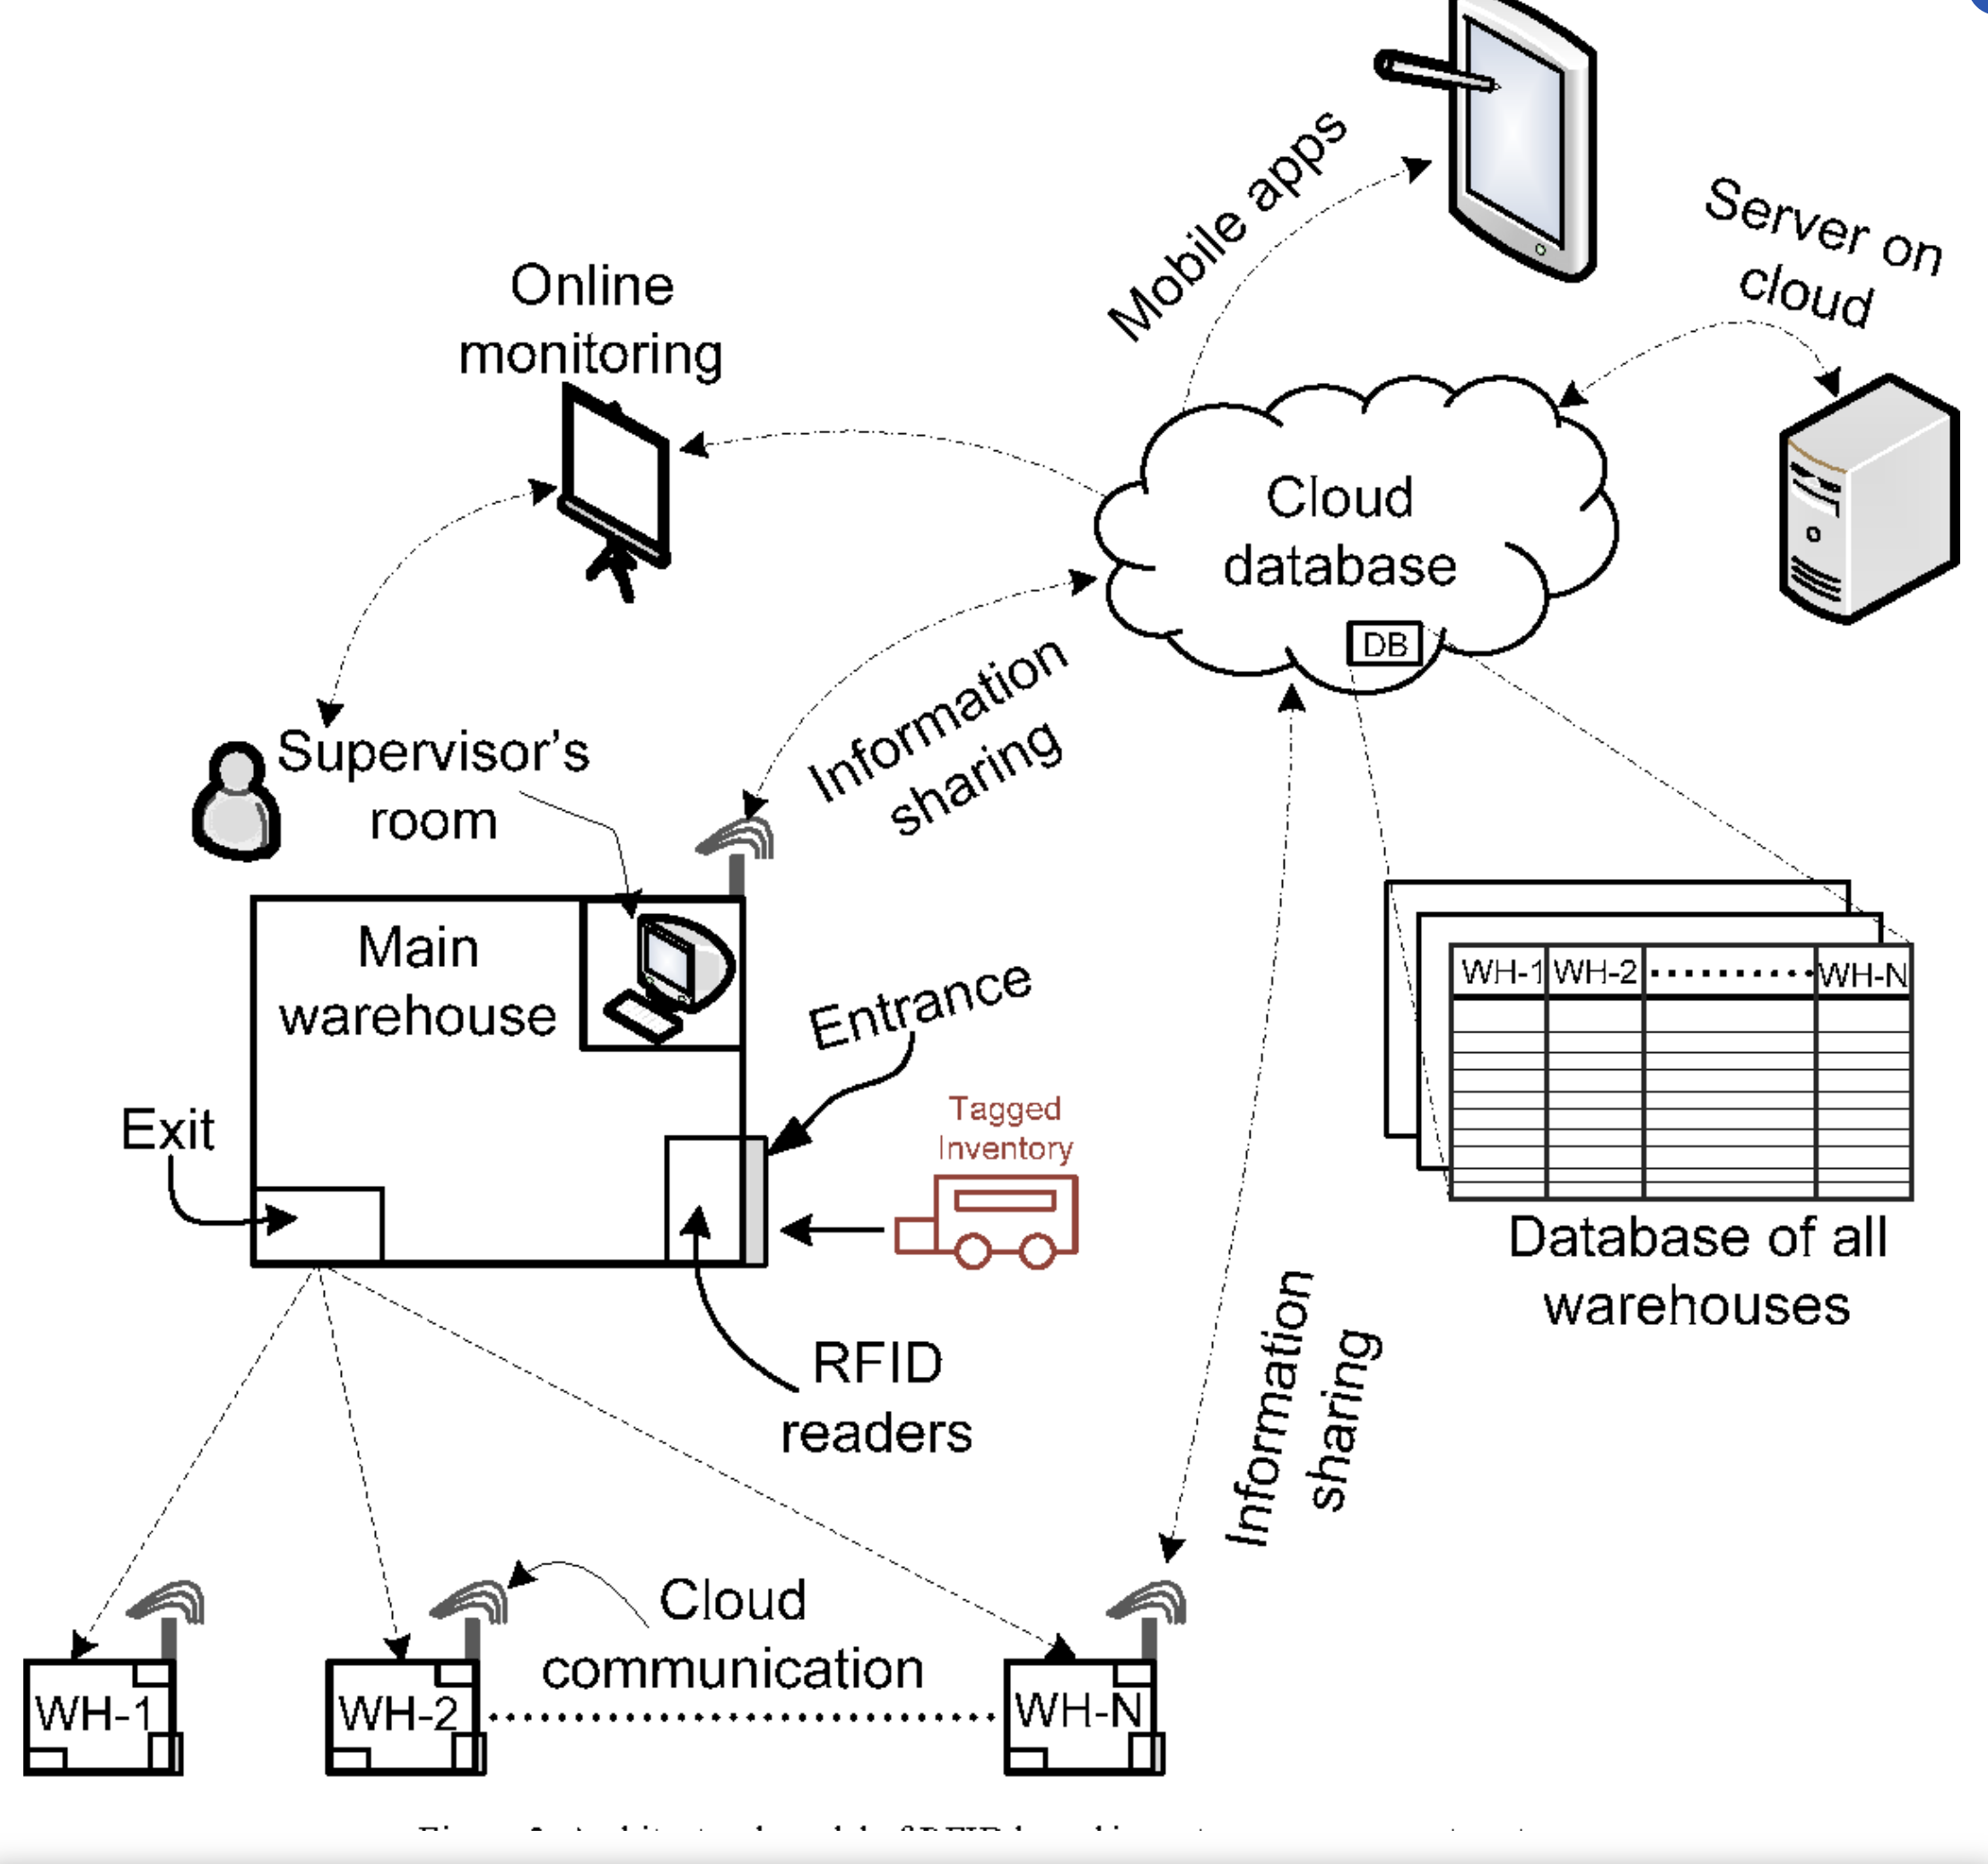 Mobile apps
Server on
cloud
Online
monitoring
Cloud
database
DB
Information
sharing
Supervisor's
room
Main
warehouse
Entrance
Exit
Tagged
Inventory
RFID
readers
WH-1 WH-2 WH-N
Database of all
warehouses
Information
sharing
Cloud
communication
WH-1
WH-2
WH-N